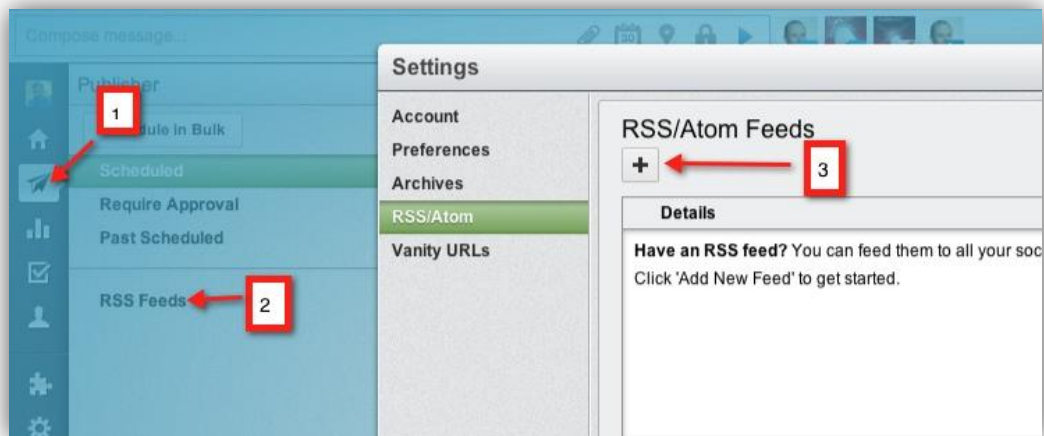 Compose message...
30
Publisher
1
Schedule in Bulk
Scheduled
Require Approval
Past Scheduled
RSS Feeds
2
Settings
Account
Preferences
Archives
RSS/Atom
Vanity URLs
RSS/Atom Feeds
+
3
Details
Have an RSS feed? You can feed them to all your soc
Click 'Add New Feed' to get started.